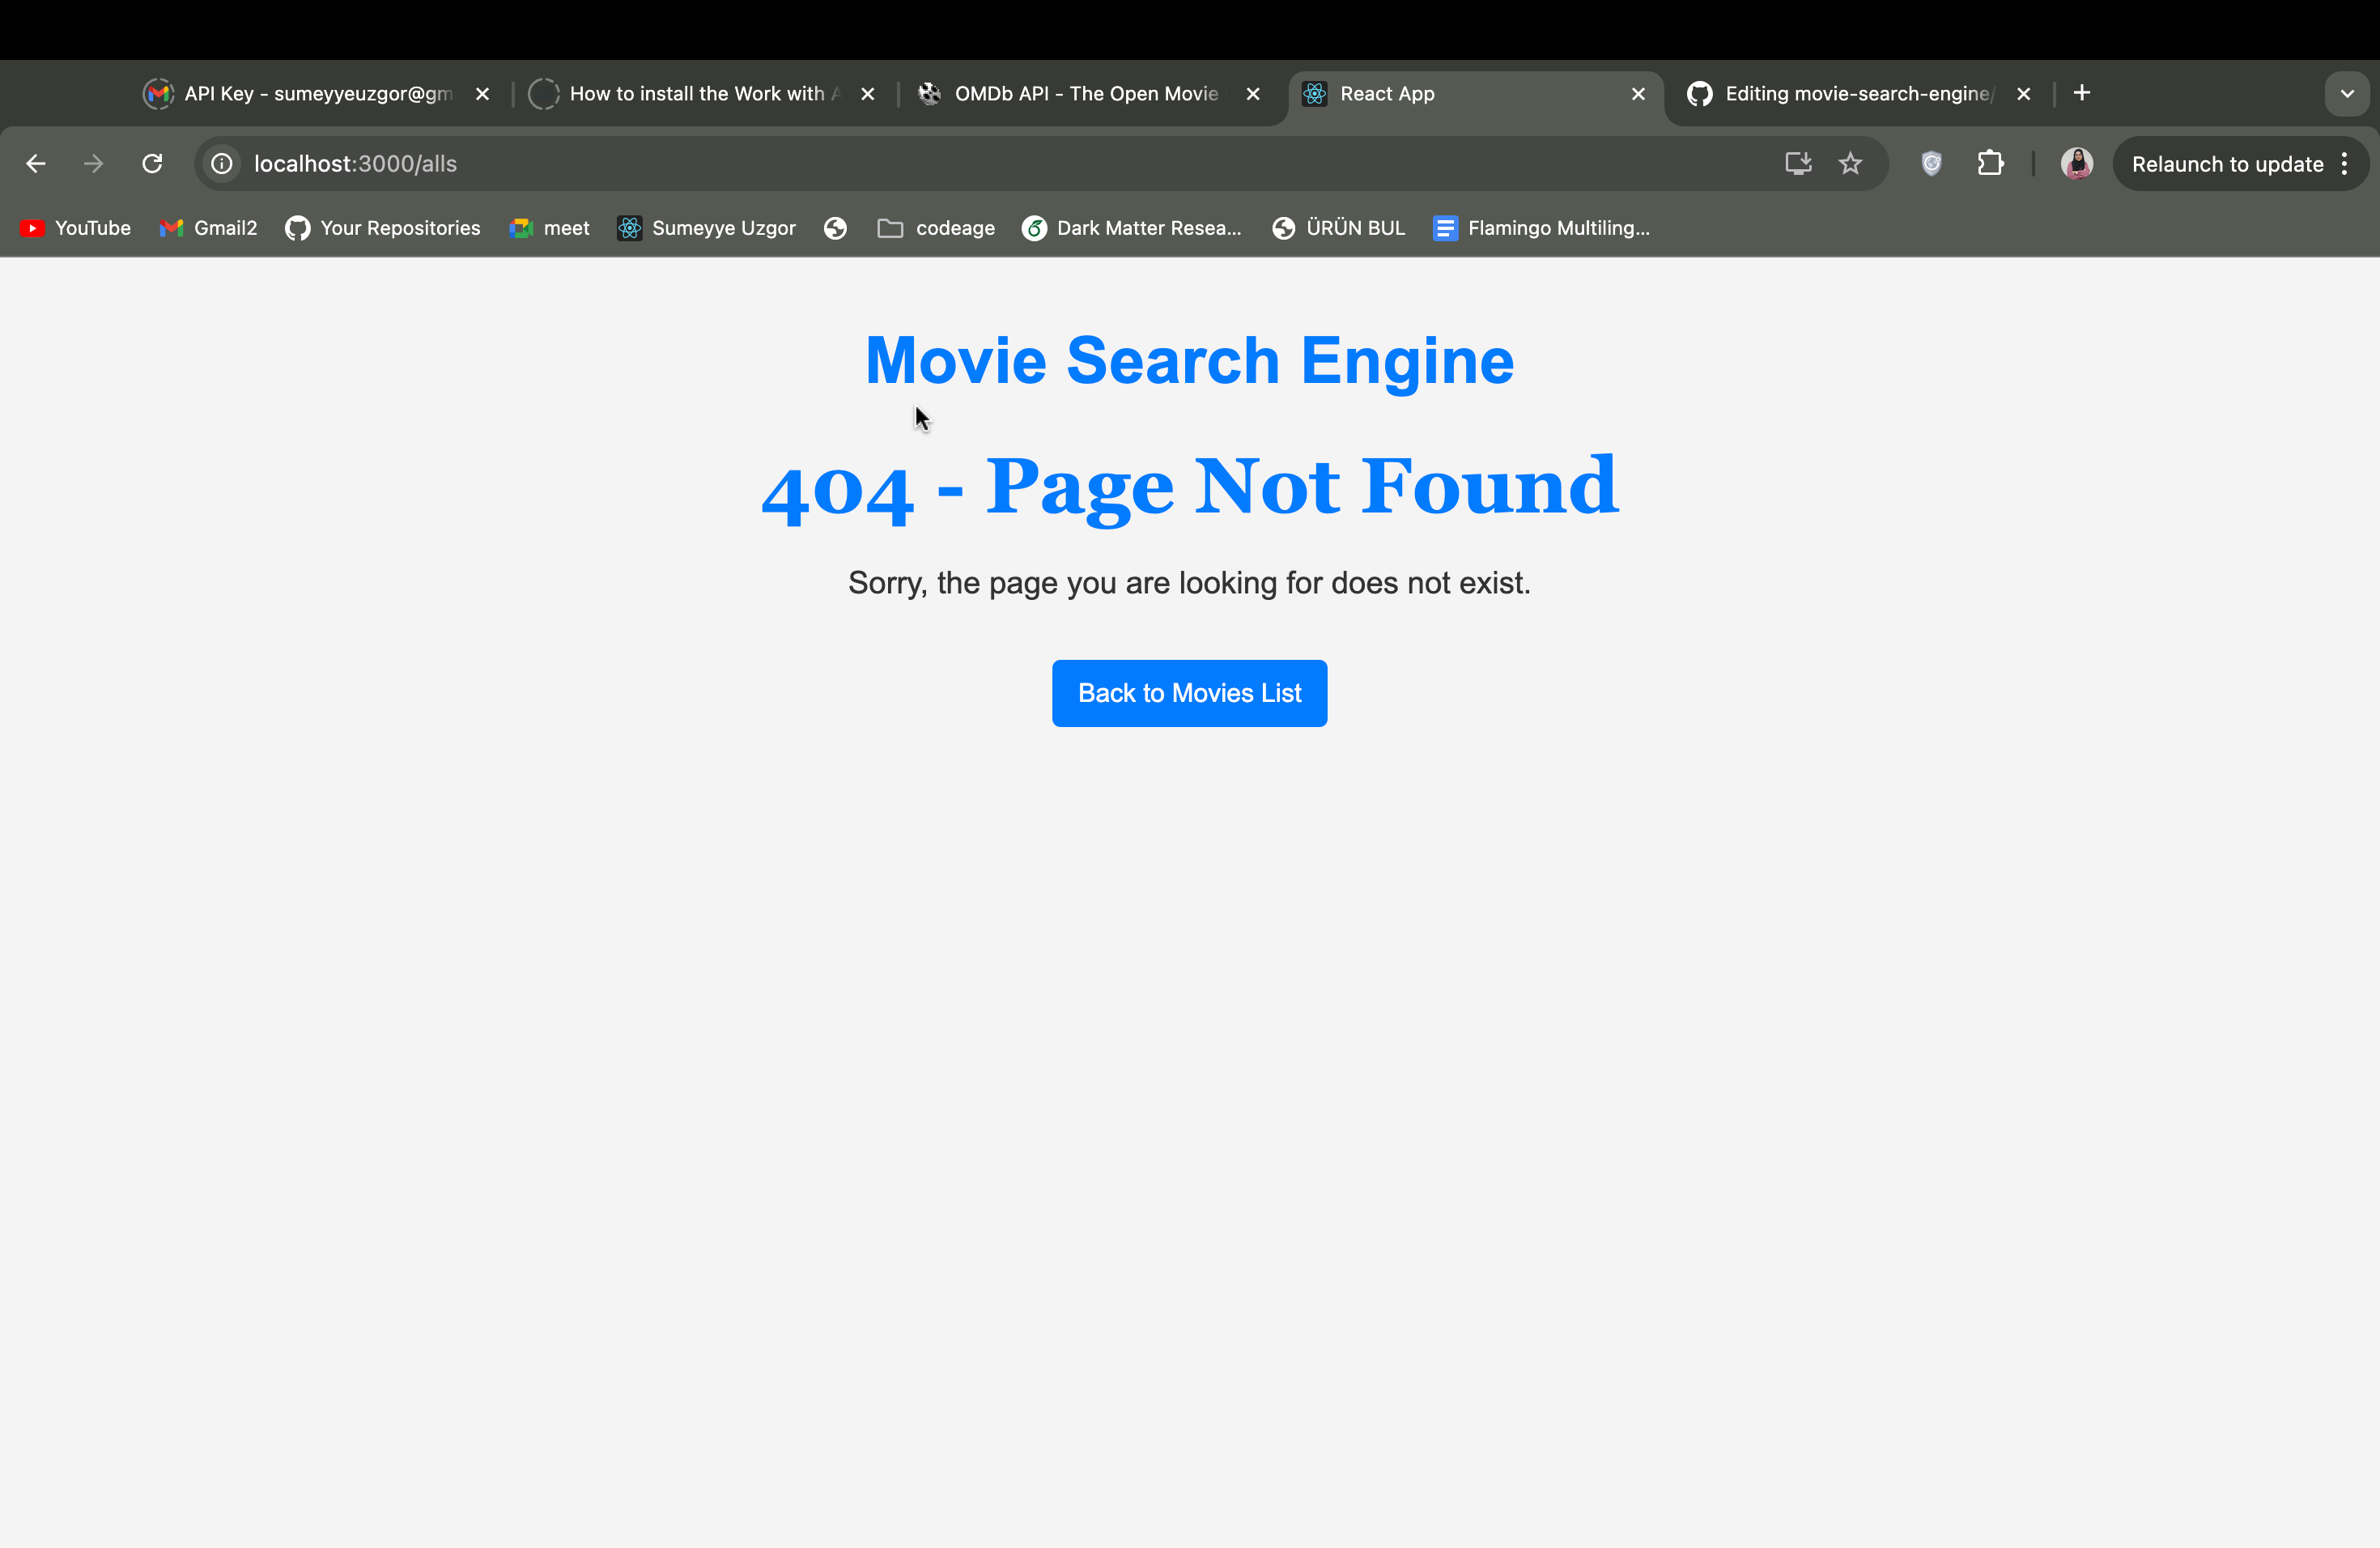 API Key - sumeyyeuzgor@gm
How to install the Work with A
OMDb API - The Open Movie
React App
Editing movie-search-engine/
localhost:3000/alls
Relaunch to update
YouTube
Gmail2
Your Repositories
meet
Sumeyye Uzgor
codeage
Dark Matter Resea...
ÜRÜN BUL
Flamingo Multiling...
Movie Search Engine
404 - Page Not Found
Sorry, the page you are looking for does not exist.
Back to Movies List